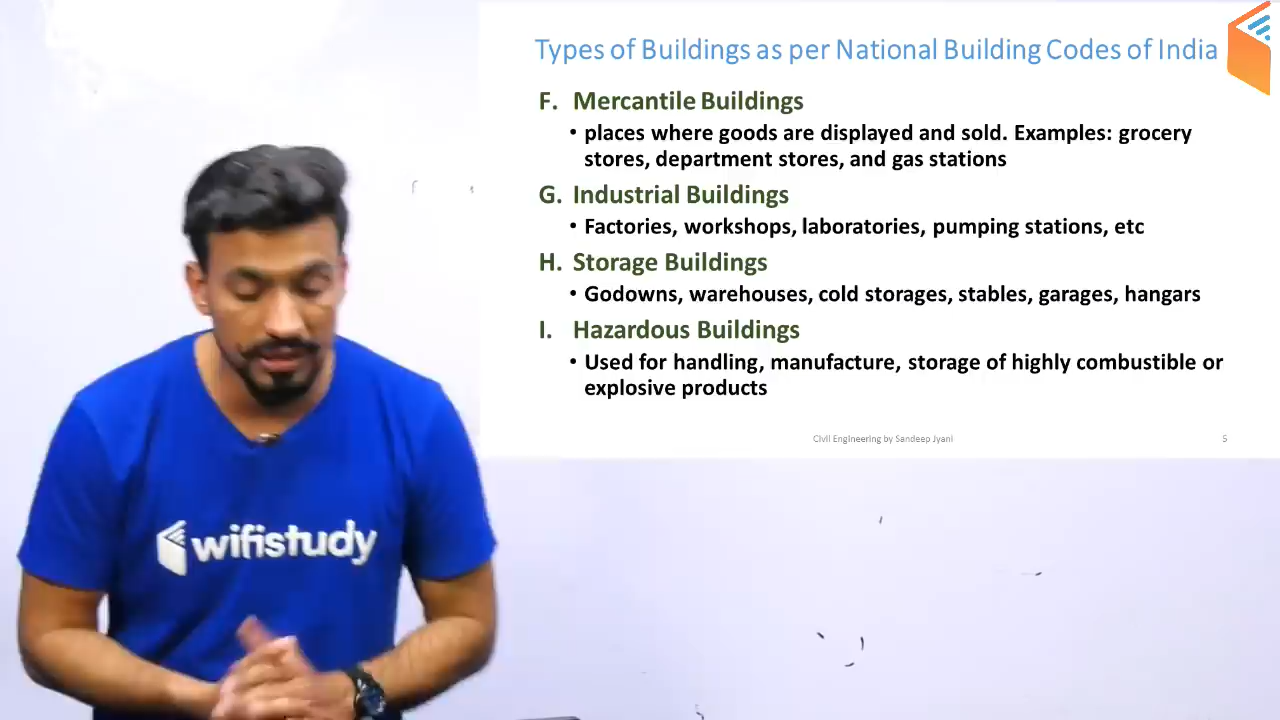 Types of Buildings as per National Building Codes of India
F. Mercantile Buildings
• places where goods are displayed and sold. Examples: grocery
stores, department stores, and gas stations
G. Industrial Buildings
• Factories, workshops, laboratories, pumping stations, etc
H. Storage Buildings
• Godowns, warehouses, cold storages, stables, garages, hangars
I. Hazardous Buildings
• Used for handling, manufacture, storage of highly combustible or
explosive products
Civil Engineering by Sandeep Jyani
5
wifistudy